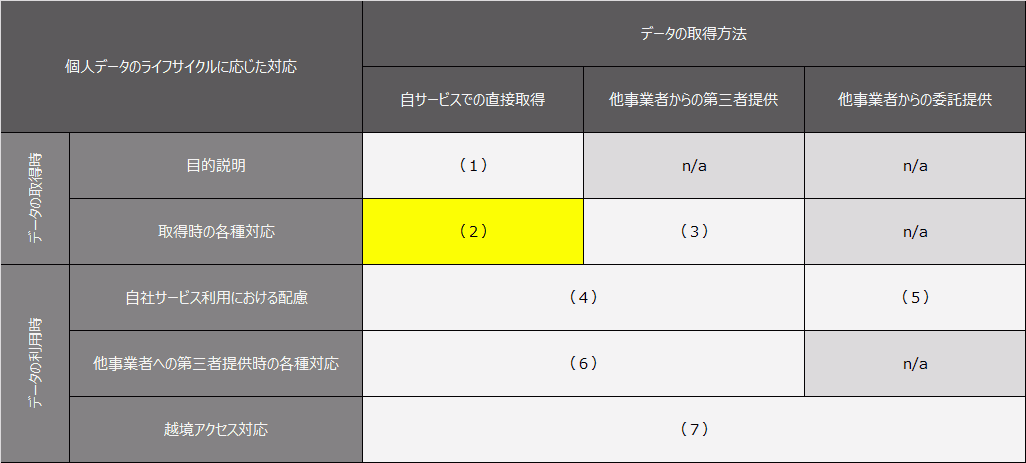 個人データのライフサイクルに応じた対応
データの取得方法
自サービスでの直接取得
他事業者からの第三者提供
他事業者からの委託提供
データの取得時
目的説明
（１）
n/a
n/a
取得時の各種対応
（２）
（３）
n/a
データの利用時
自社サービス利用における配慮
（４）
（５）
他事業者への第三者提供時の各種対応
（６）
n/a
越境アクセス対応
（７）